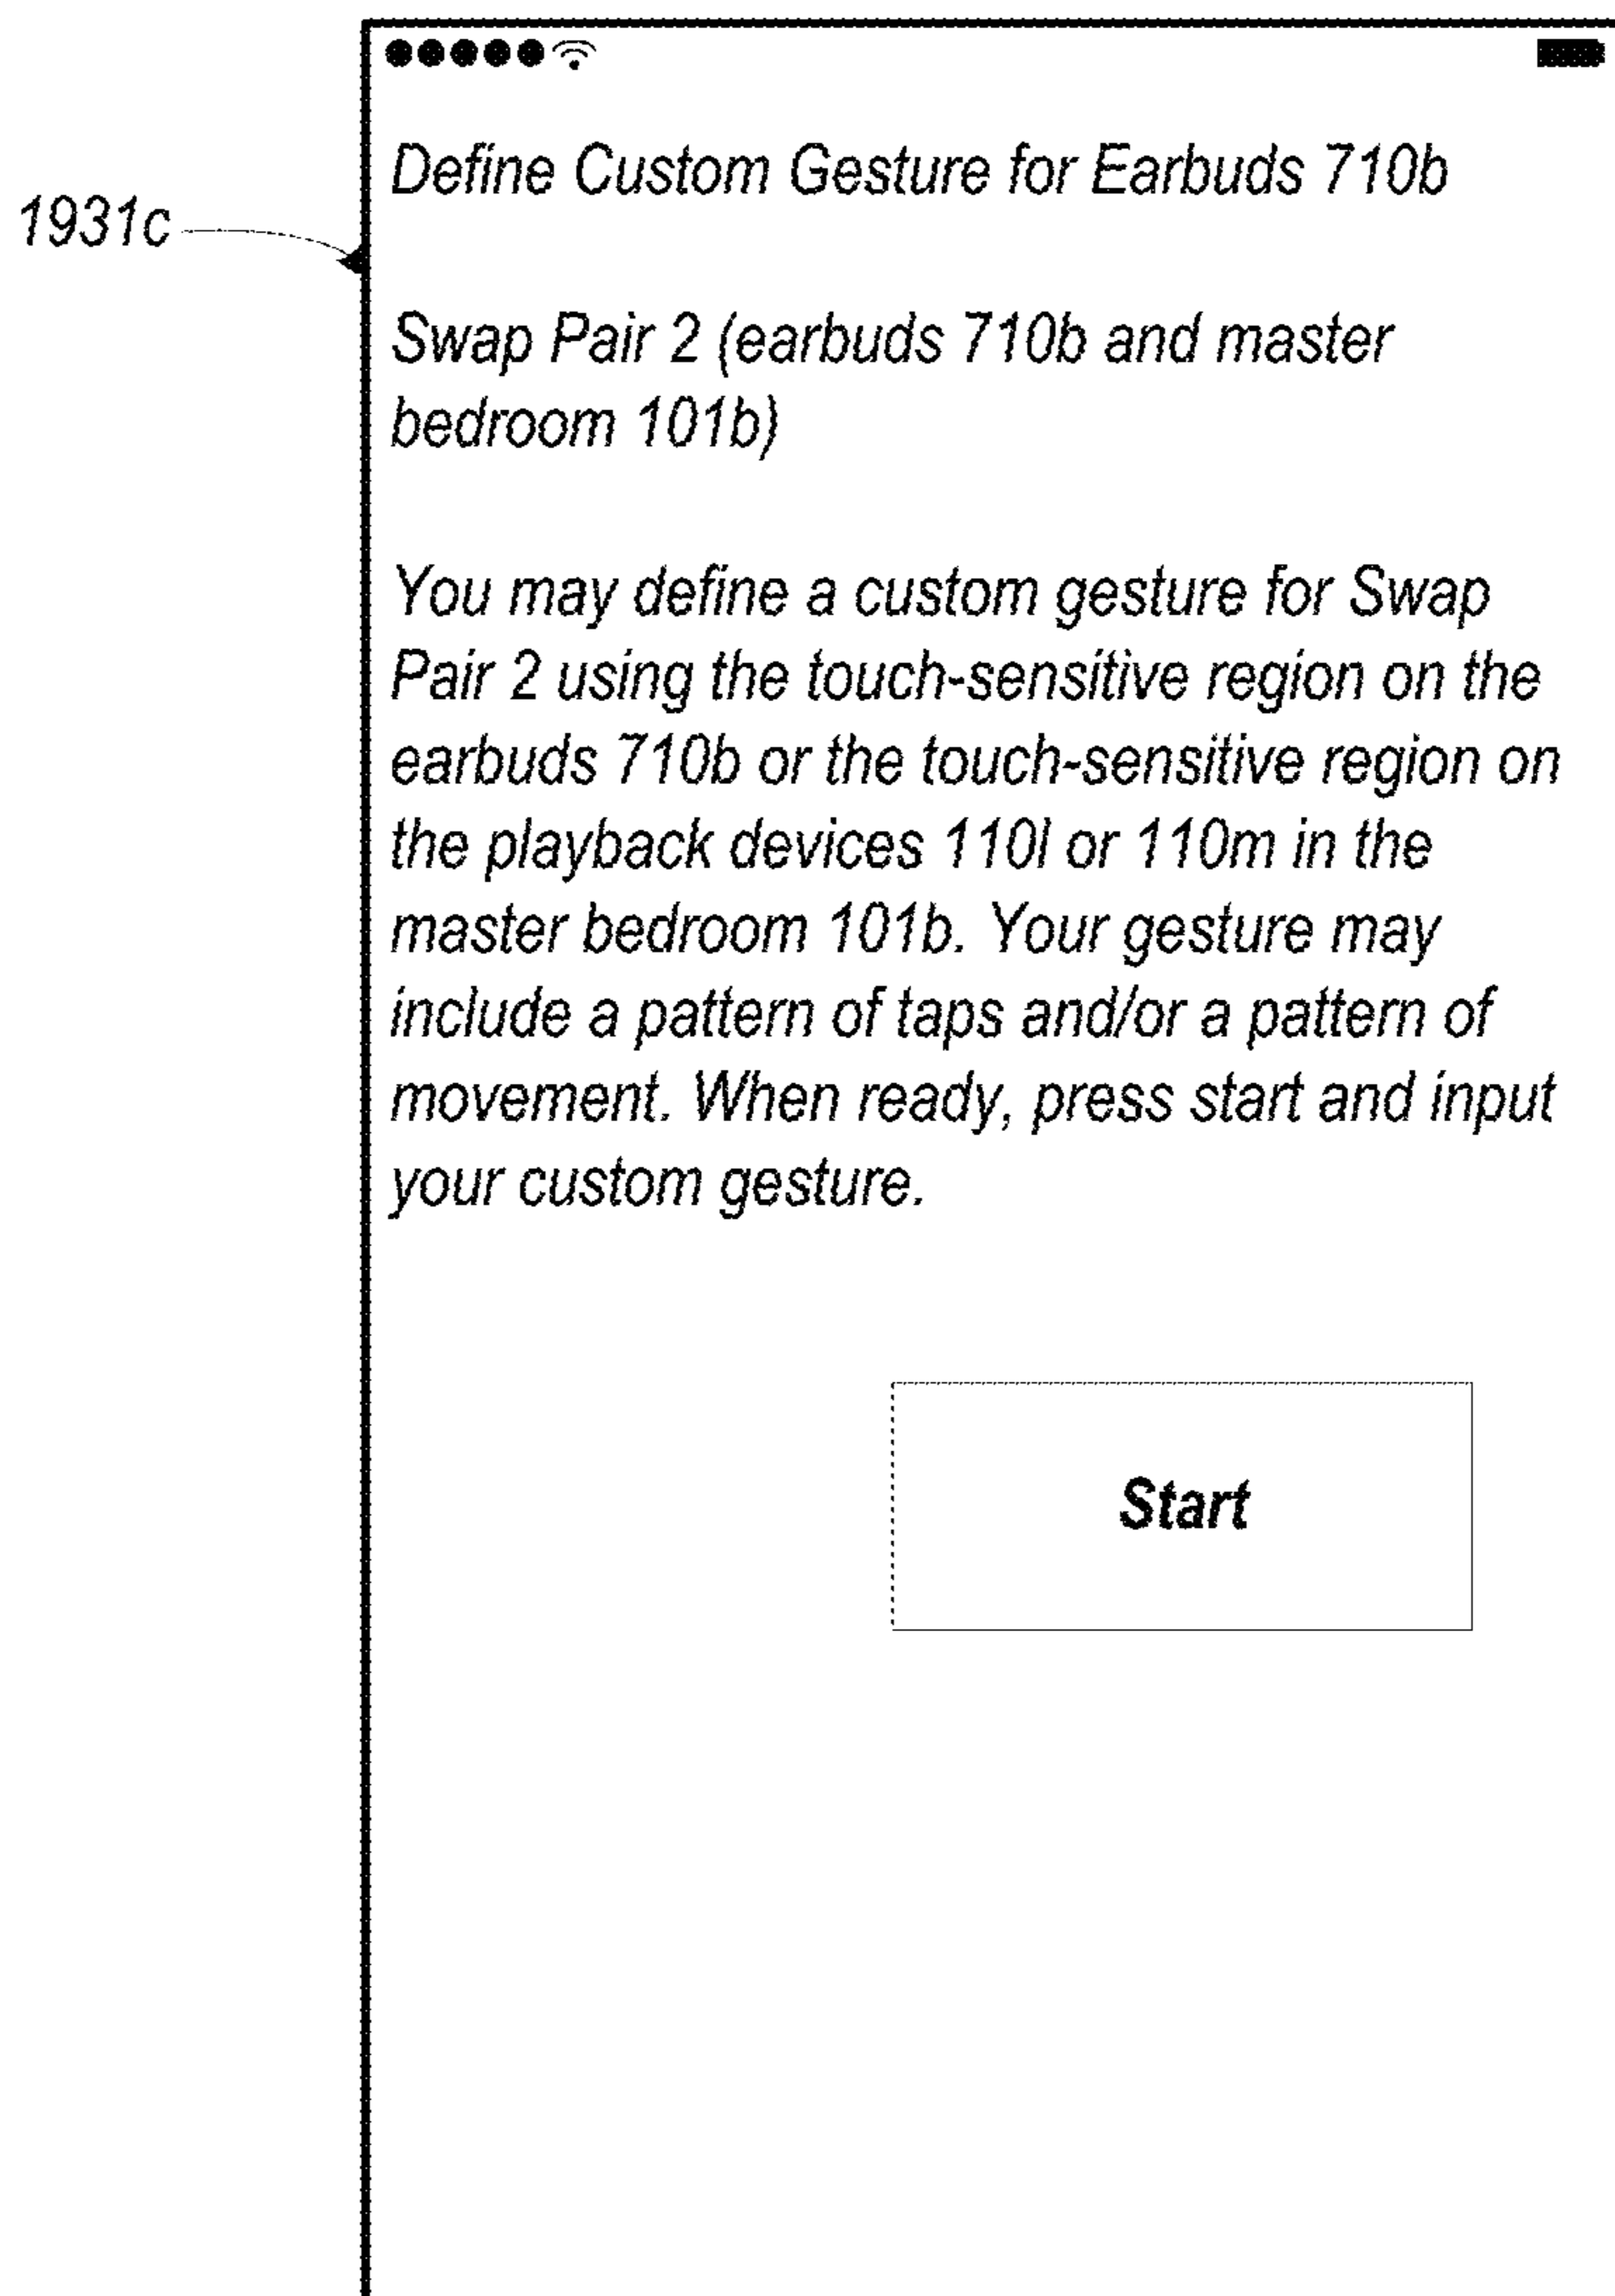 1931c
Define Custom Gesture for Earbuds 710b
Swap Pair 2 (earbuds 710b and master
bedroom 101b)
You may define a custom gesture for Swap
Pair 2 using the touch-sensitive region on the
earbuds 710b or the touch-sensitive region on
the playback devices 110l or 110m in the
master bedroom 101b. Your gesture may
include a pattern of taps and/or a pattern of
movement. When ready, press start and input
your custom gesture.
Start